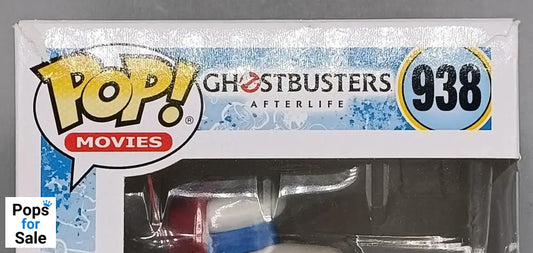 POP!®
MOVIES
GHOSTBUSTERS
AFTERLIFE
938
Pops
for
Sale